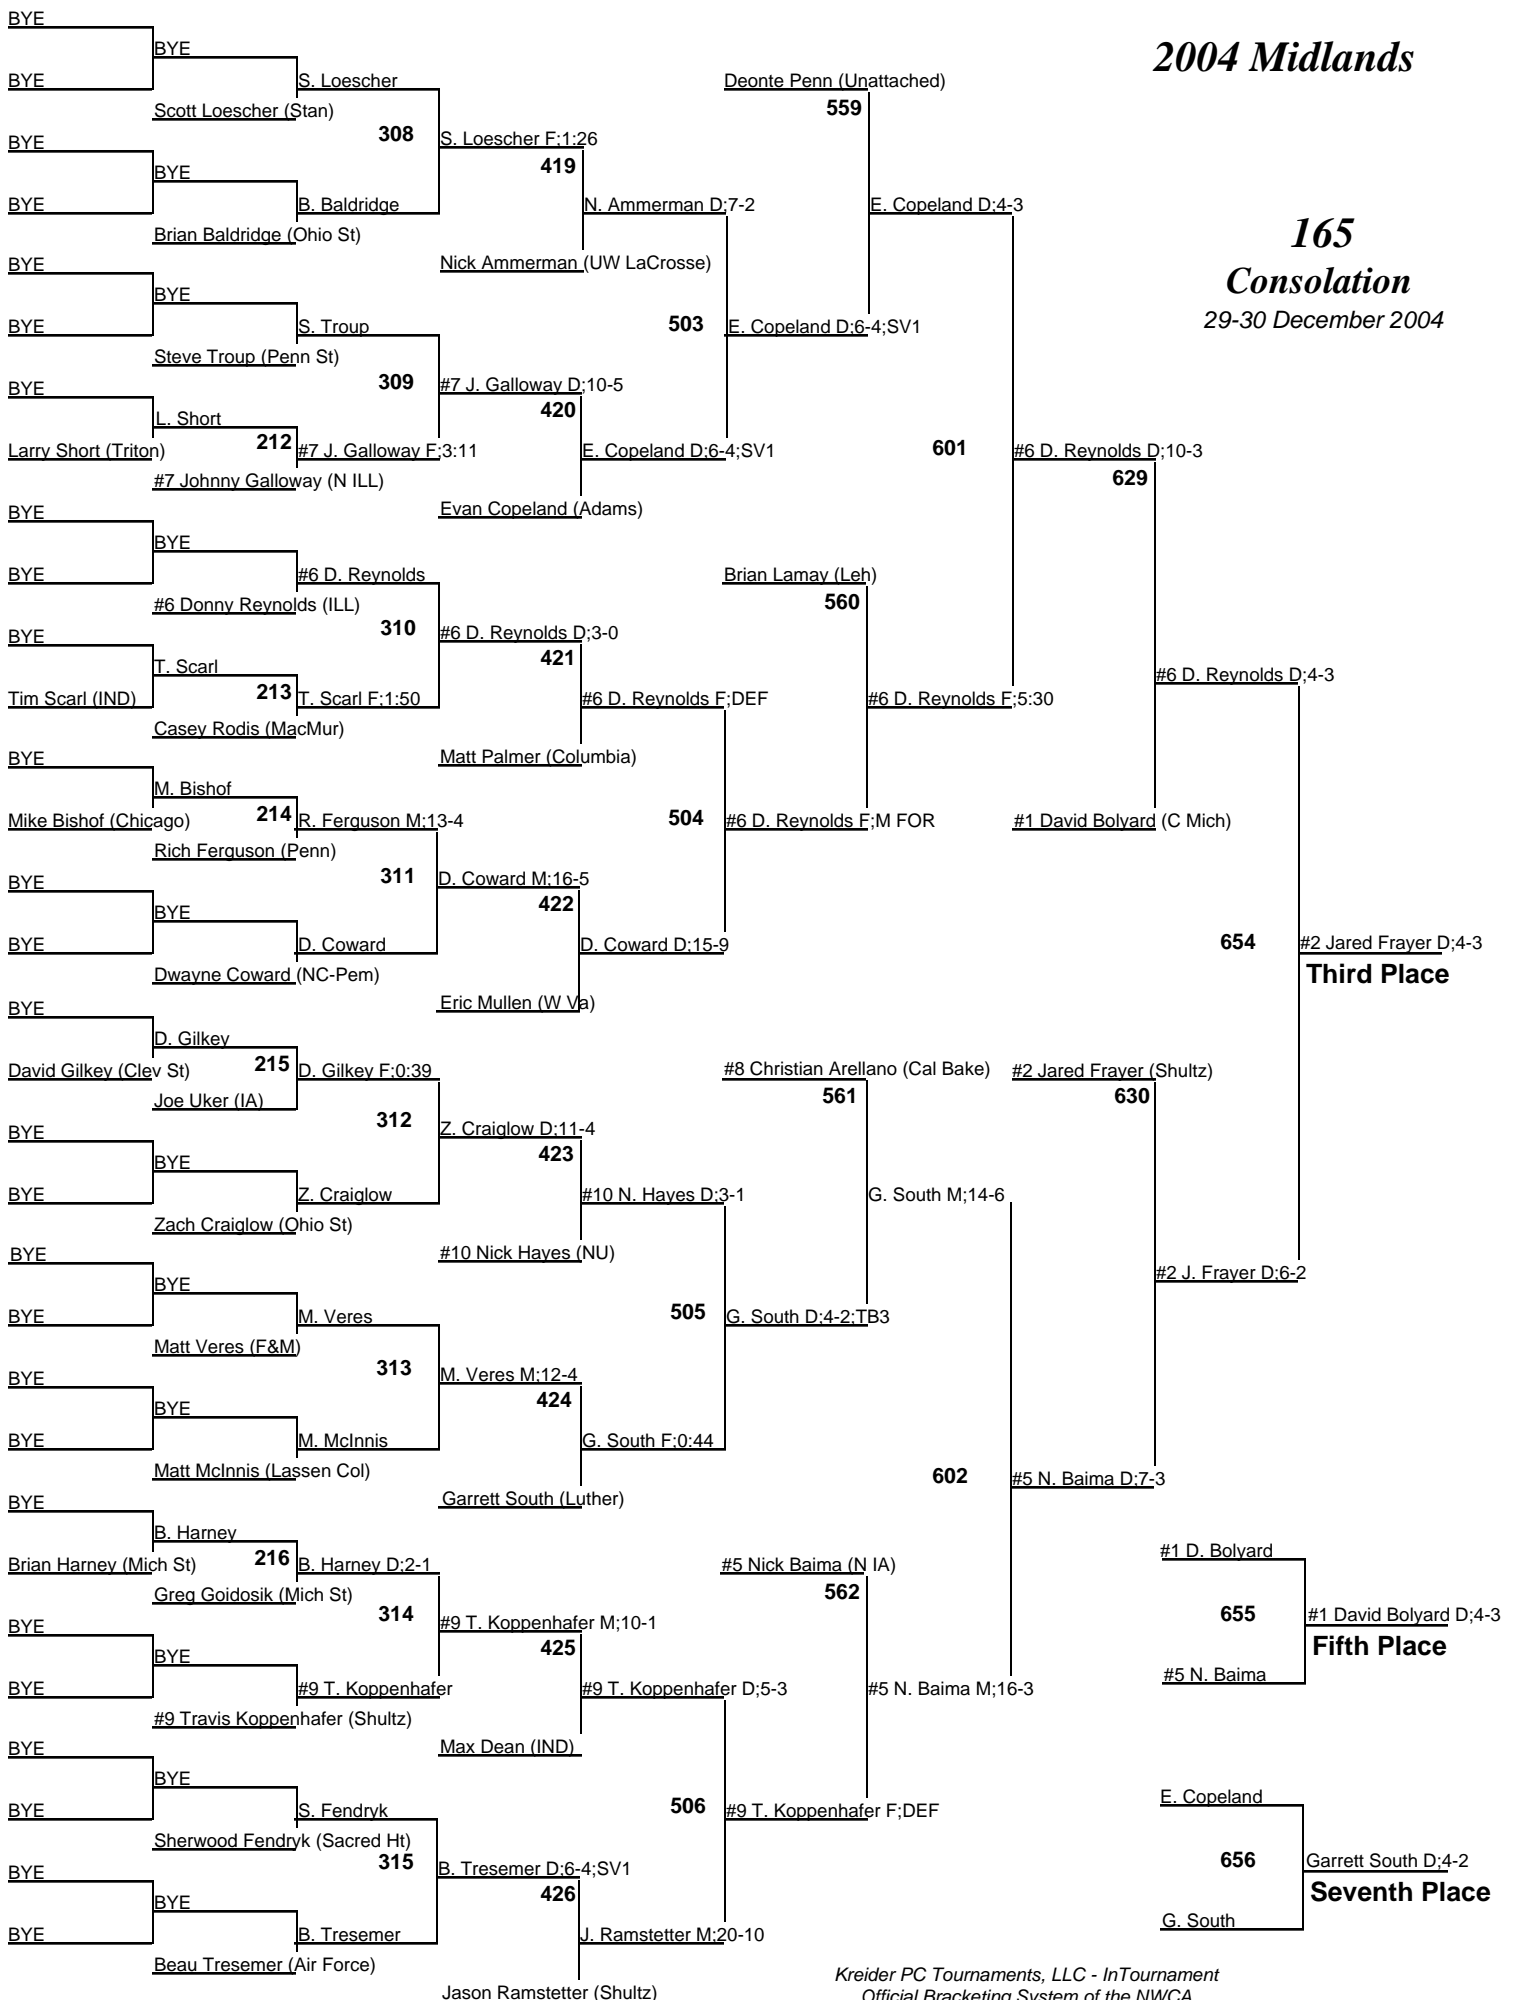 2004 Midlands
165
Consolation
29-30 December 2004
BYE
BYE
BYE
S. Loescher
Scott Loescher (Stan)
308
BYE
BYE
BYE
B. Baldridge
Brian Baldridge (Ohio St)
S. Loescher F;1:26
419
N. Ammerman D;7-2
Nick Ammerman (UW LaCrosse)
BYE
BYE
BYE
S. Troup
Steve Troup (Penn St)
309
BYE
L. Short
Larry Short (Triton)
212
#7 J. Galloway F;3:11
#7 Johnny Galloway (N ILL)
#7 J. Galloway D;10-5
420
E. Copeland D;6-4;SV1
Evan Copeland (Adams)
503
E. Copeland D;6-4;SV1
Deonte Penn (Unattached)
559
E. Copeland D;4-3
601
#6 D. Reynolds D;10-3
629
BYE
BYE
BYE
#6 D. Reynolds
#6 Donny Reynolds (ILL)
310
BYE
T. Scarl
Tim Scarl (IND)
213
T. Scarl F;1:50
Casey Rodis (MacMur)
#6 D. Reynolds D;3-0
421
#6 D. Reynolds F;DEF
Matt Palmer (Columbia)
BYE
M. Bishof
Mike Bishof (Chicago)
214
R. Ferguson M;13-4
Rich Ferguson (Penn)
311
BYE
BYE
BYE
D. Coward
Dwayne Coward (NC-Pem)
D. Coward M;16-5
422
D. Coward D;15-9
Eric Mullen (W Va)
504
#6 D. Reynolds F;M FOR
Brian Lamay (Leh)
560
#6 D. Reynolds F;5:30
#6 D. Reynolds D;4-3
#1 David Bolyard (C Mich)
654
#2 Jared Frayer D;4-3
Third Place
BYE
D. Gilkey
David Gilkey (Clev St)
215
D. Gilkey F;0:39
Joe Uker (IA)
312
BYE
BYE
BYE
Z. Craiglow
Zach Craiglow (Ohio St)
Z. Craiglow D;11-4
423
#10 N. Hayes D;3-1
#10 Nick Hayes (NU)
BYE
BYE
BYE
M. Veres
Matt Veres (F&M)
313
BYE
BYE
BYE
M. McInnis
Matt McInnis (Lassen Col)
M. Veres M;12-4
424
G. South F;0:44
Garrett South (Luther)
505
G. South D;4-2;TB3
#8 Christian Arellano (Cal Bake)
561
G. South M;14-6
#2 Jared Frayer (Shultz)
630
#2 J. Frayer D;6-2
602
#5 N. Baima D;7-3
BYE
B. Harney
Brian Harney (Mich St)
216
B. Harney D;2-1
Greg Goidosik (Mich St)
314
BYE
BYE
BYE
#9 T. Koppenhafer
#9 Travis Koppenhafer (Shultz)
#9 T. Koppenhafer M;10-1
425
#9 T. Koppenhafer D;5-3
Max Dean (IND)
BYE
BYE
BYE
S. Fendryk
Sherwood Fendryk (Sacred Ht)
315
BYE
BYE
BYE
B. Tresemer
Beau Tresemer (Air Force)
B. Tresemer D;6-4;SV1
426
J. Ramstetter M;20-10
Jason Ramstetter (Shultz)
506
#9 T. Koppenhafer F;DEF
#5 Nick Baima (N IA)
562
#5 N. Baima M;16-3
#1 D. Bolyard
655
#1 David Bolyard D;4-3
Fifth Place
#5 N. Baima
E. Copeland
656
Garrett South D;4-2
Seventh Place
G. South
Kreider PC Tournaments, LLC - InTournament
Official Bracketing System of the NWCA